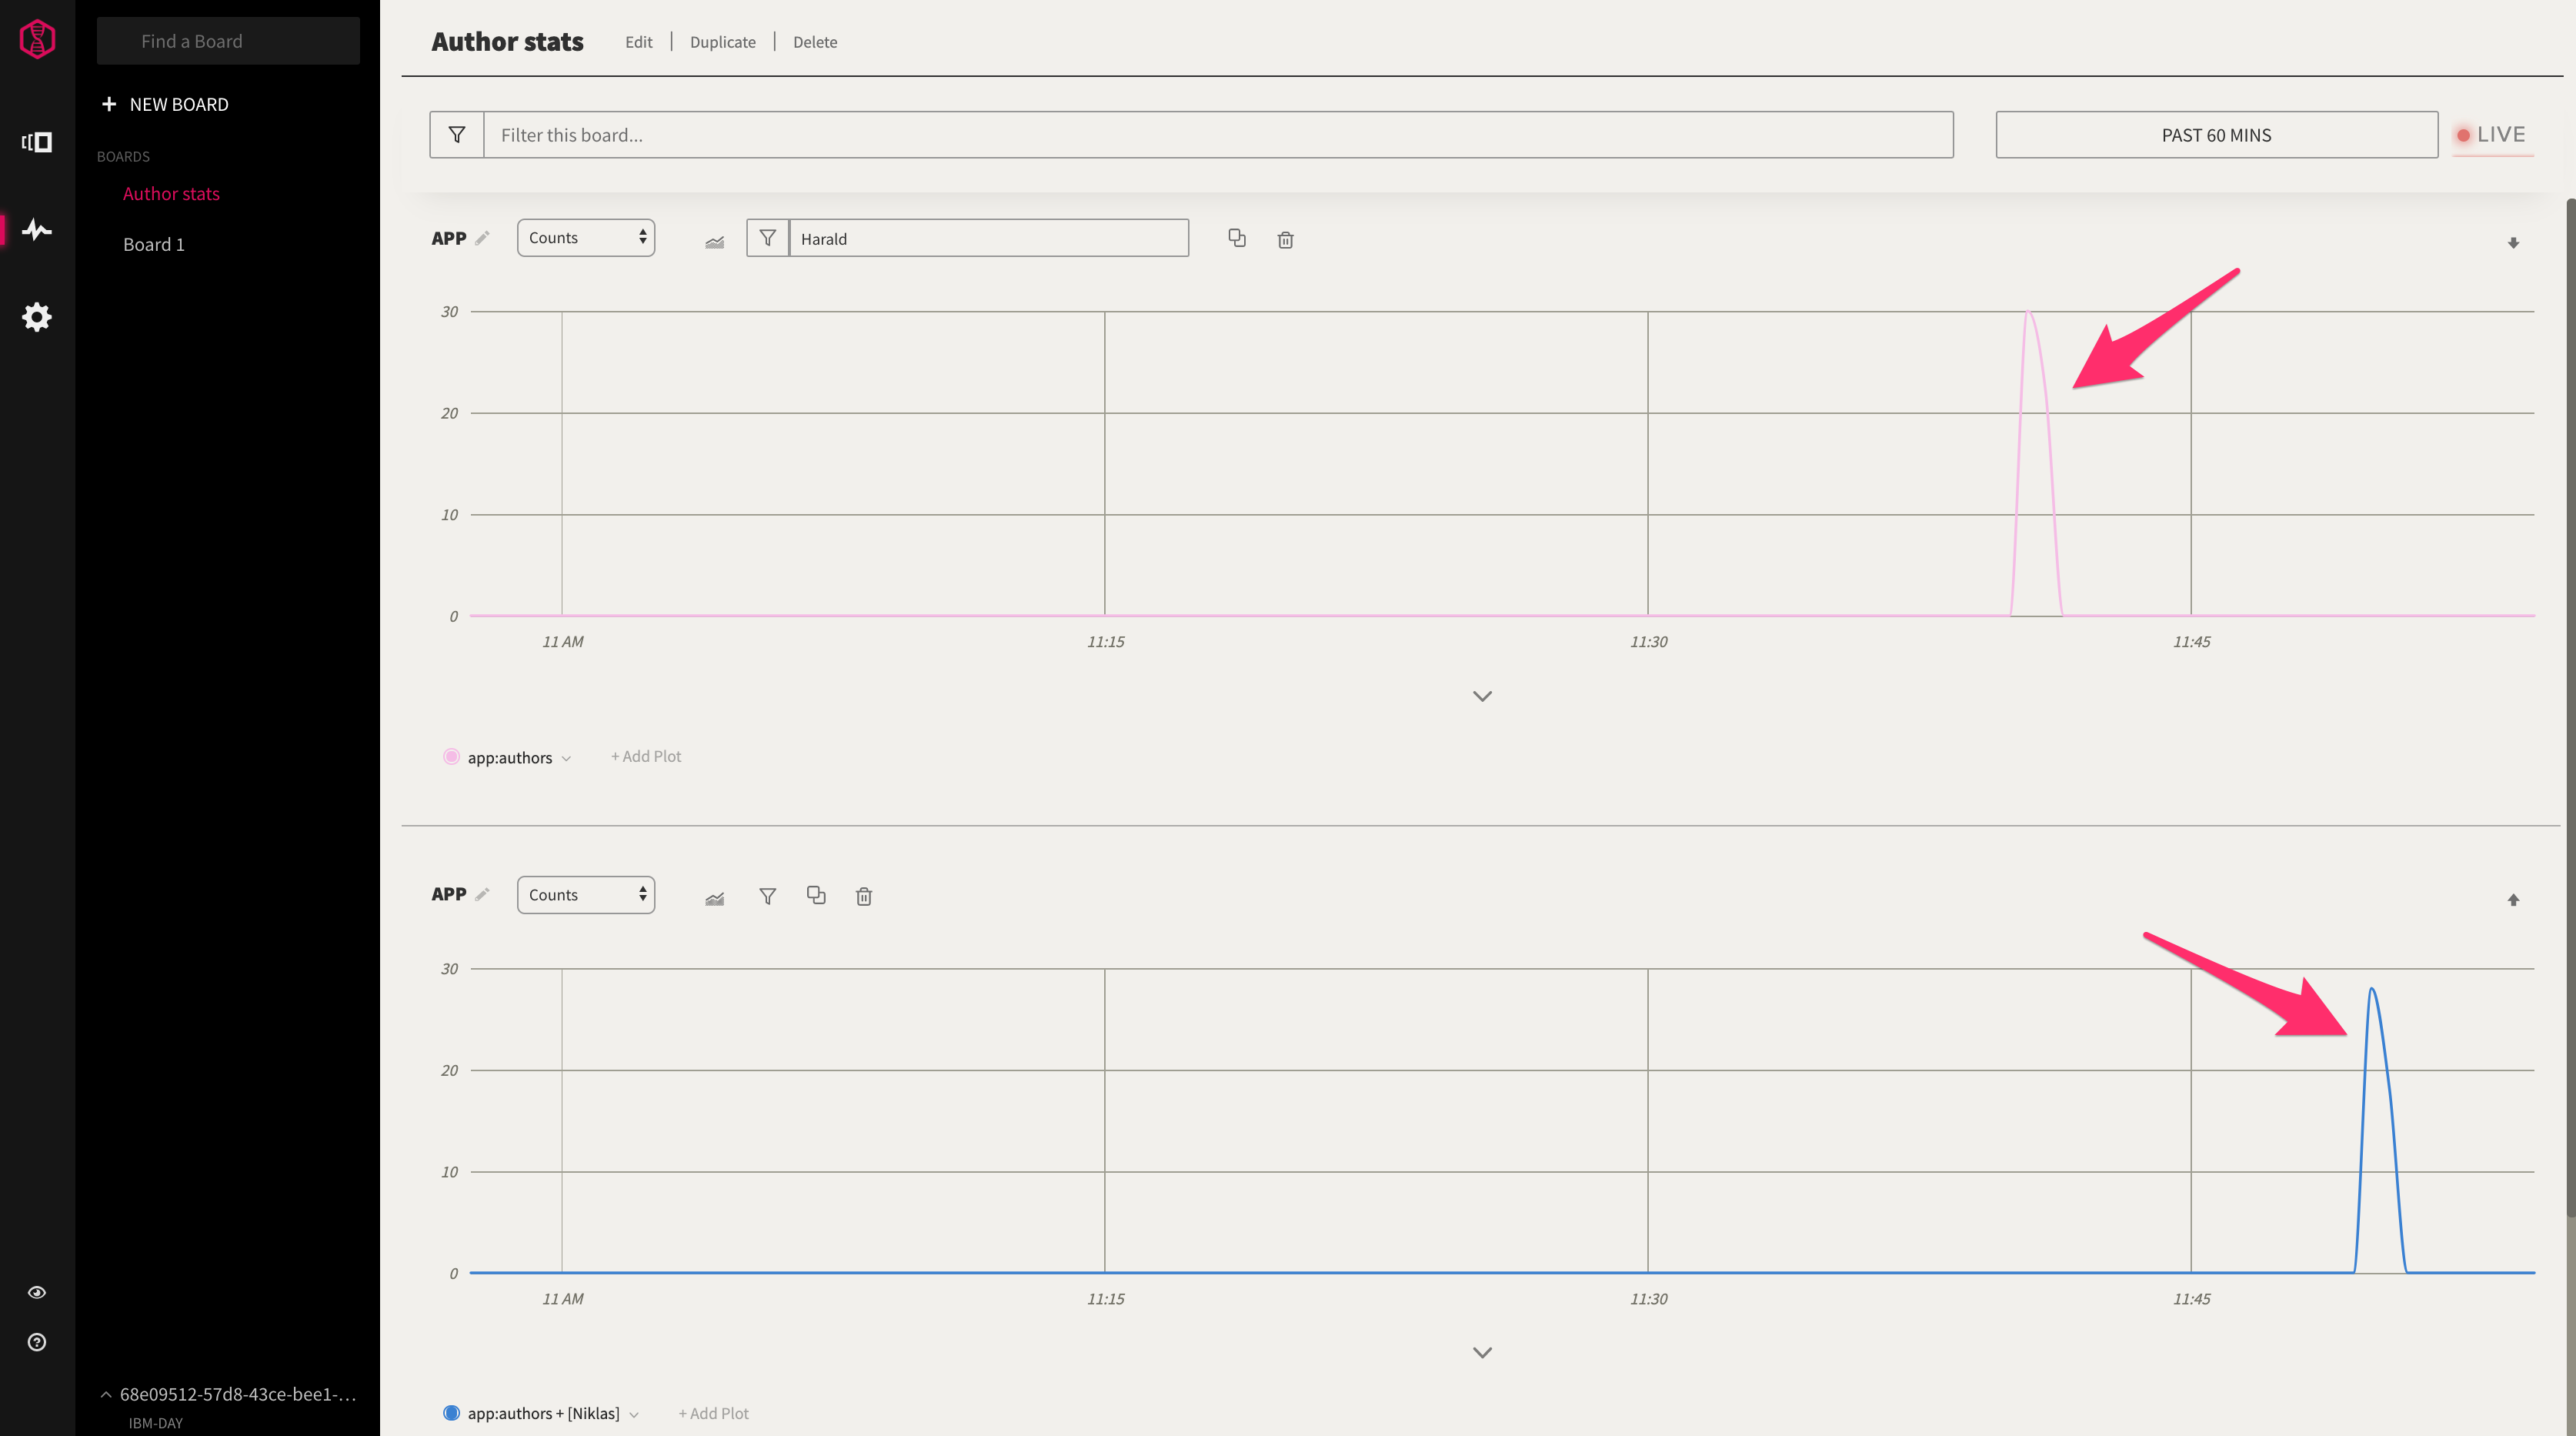 Find a Board
NEW BOARD
BOARDS
Author stats
Board 1
68e09512-57d8-43ce-bee1-...
IBM-DAY
Author stats Edit | Duplicate | Delete
Filter this board... PAST 60 MINS LIVE
APP Counts Harald
30
20
10
0
11 AM 11:15 11:30 11:45
app:authors + Add Plot
APP Counts
30
20
10
0
11 AM 11:15 11:30 11:45
app:authors + [Niklas] + Add Plot